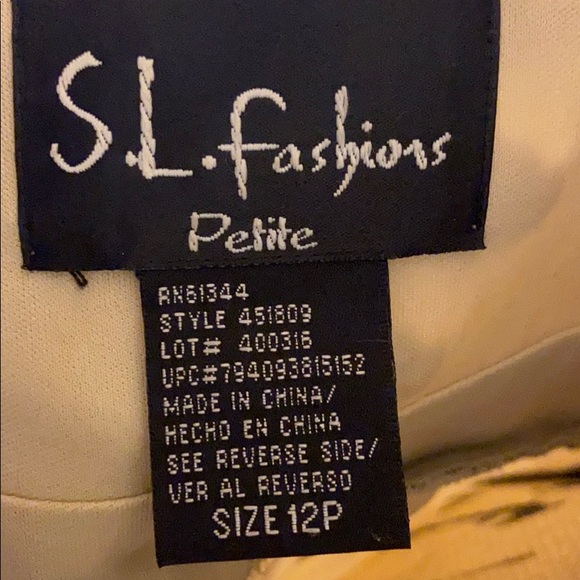 S.L. Fashions
Petite
RN61344
STYLE 451809
LOT# 400316
UPC#794093815152
MADE IN CHINA/
HECHO EN CHINA
SEE REVERSE SIDE/
VER AL REVERSO
SIZE 12P